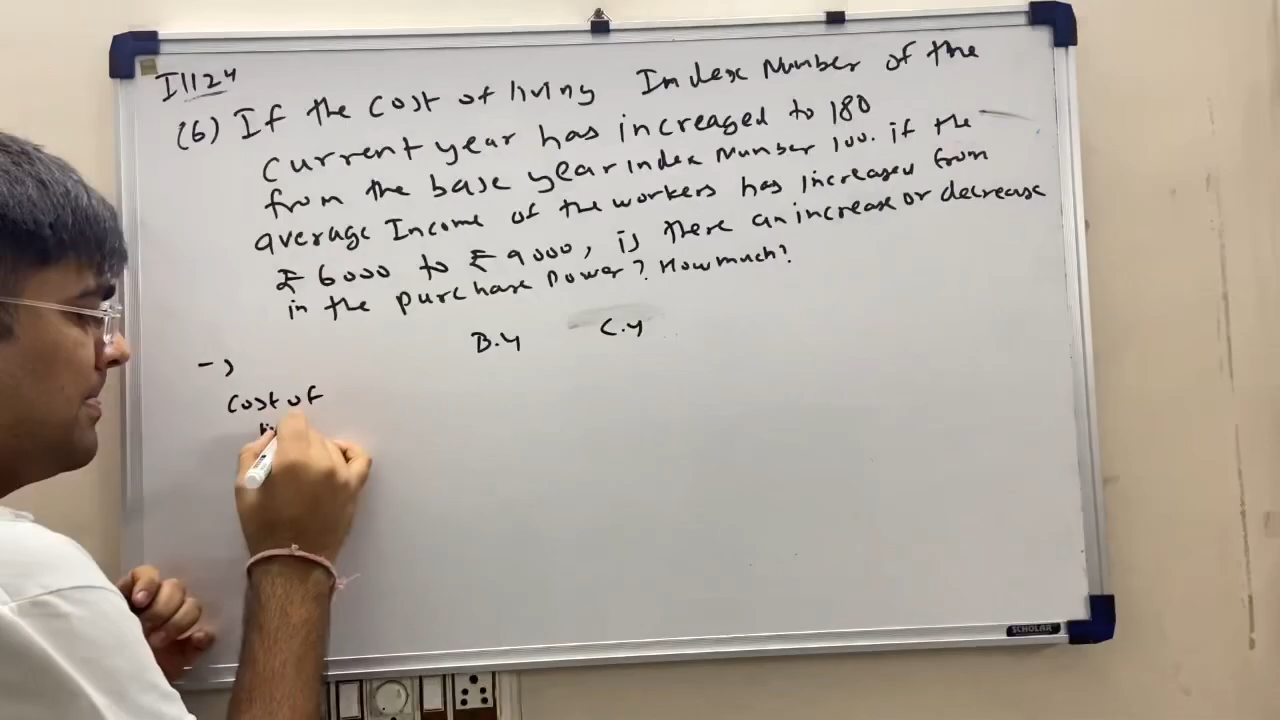 I1124
(6) If the cost of living Index Number of the
current year has increased to 180
from the base year index Number 100. if the
average Income of the workers has increased from
₹ 6000 to ₹ 9000, is there an increase or decrease
in the purchase power? How much?
B.Y C.Y
cost of
SCHOLAR